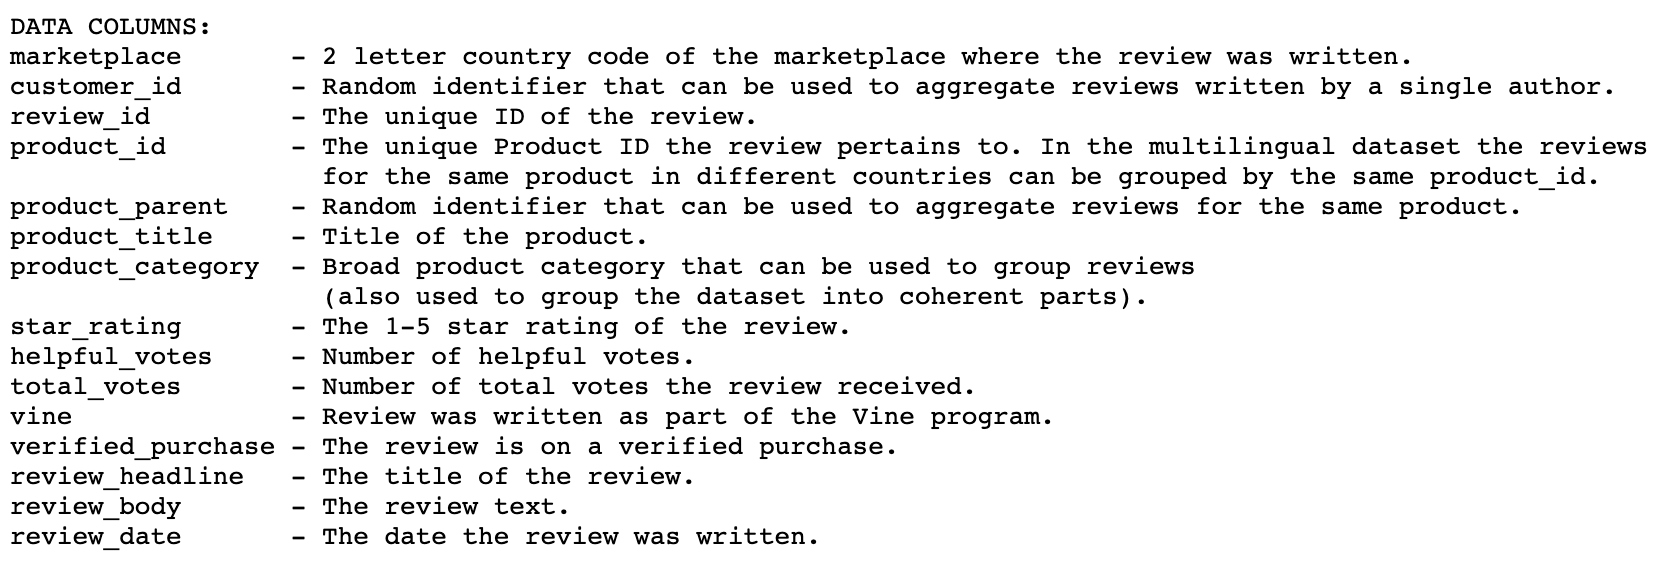 DATA COLUMNS:
marketplace - 2 letter country code of the marketplace where the review was written.
customer_id - Random identifier that can be used to aggregate reviews written by a single author.
review_id - The unique ID of the review.
product_id - The unique Product ID the review pertains to. In the multilingual dataset the reviews
for the same product in different countries can be grouped by the same product_id.
product_parent - Random identifier that can be used to aggregate reviews for the same product.
product_title - Title of the product.
product_category - Broad product category that can be used to group reviews
(also used to group the dataset into coherent parts).
star_rating - The 1-5 star rating of the review.
helpful_votes - Number of helpful votes.
total_votes - Number of total votes the review received.
vine - Review was written as part of the Vine program.
verified_purchase - The review is on a verified purchase.
review_headline - The title of the review.
review_body - The review text.
review_date - The date the review was written.